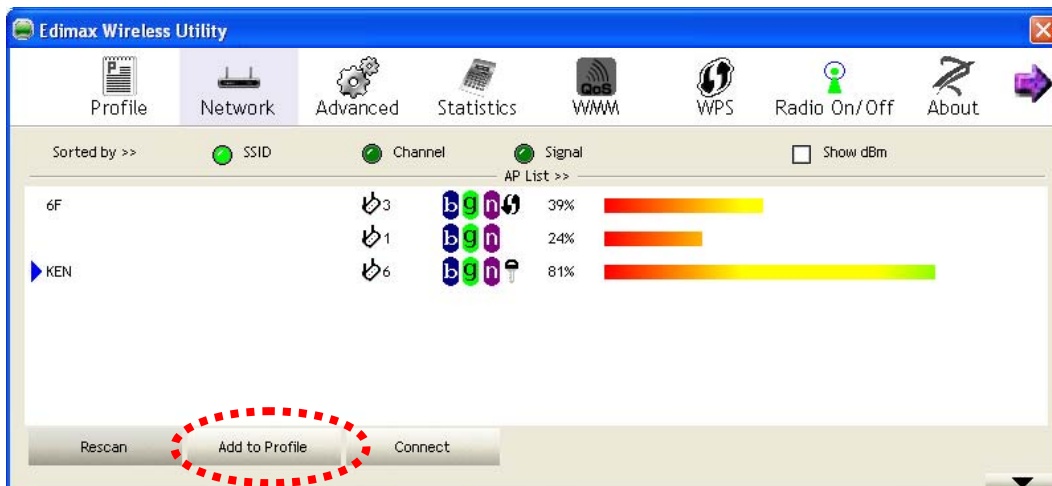 Edimax Wireless Utility
Profile Network Advanced Statistics WMM WPS Radio On/Off About
Sorted by >> SSID Channel Signal Show dBm
AP List >>
6F 3 b g n 39%
1 b g n 24%
KEN 6 b g n 81%
Rescan Add to Profile Connect